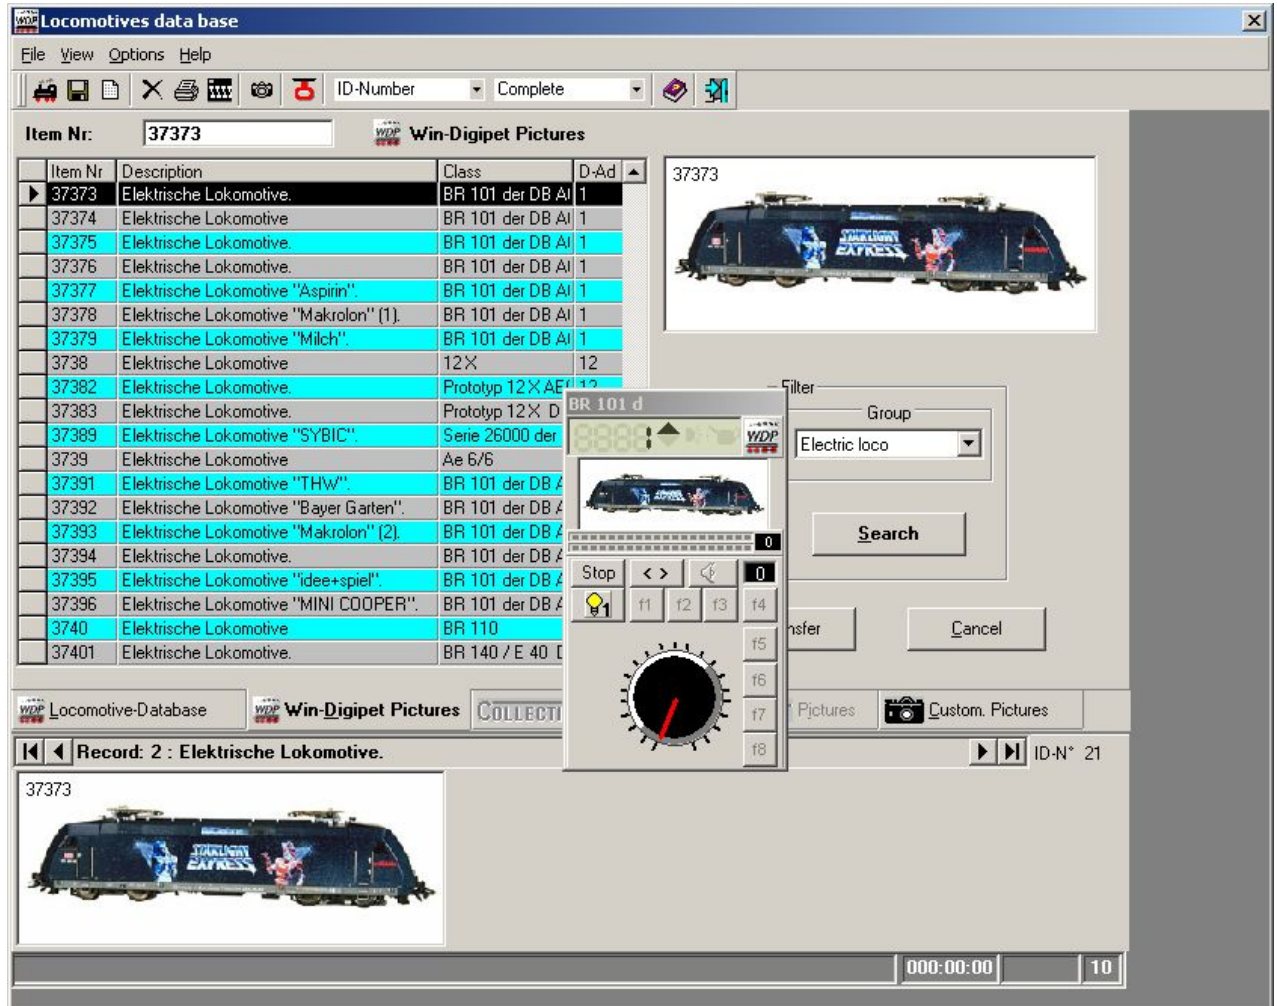 Locomotives data base
File View Options Help
ID-Number Complete
Item Nr: 37373 Win-Digipet Pictures
Item Nr Description Class D-Ad
37373 Elektrische Lokomotive. BR 101 der DB A 1
37374 Elektrische Lokomotive BR 101 der DB A 1
37375 Elektrische Lokomotive. BR 101 der DB A 1
37376 Elektrische Lokomotive. BR 101 der DB A 1
37377 Elektrische Lokomotive "Aspirin". BR 101 der DB A 1
37378 Elektrische Lokomotive "Makrolon" (1). BR 101 der DB A 1
37379 Elektrische Lokomotive "Milch". BR 101 der DB A 1
3738 Elektrische Lokomotive 12X 12
37382 Elektrische Lokomotive. Prototyp 12X AE 12
37383 Elektrische Lokomotive. Prototyp 12X D
37389 Elektrische Lokomotive "SYBIC". Serie 26000 der
3739 Elektrische Lokomotive Ae 6/6
37391 Elektrische Lokomotive "THW". BR 101 der DB
37392 Elektrische Lokomotive "Bayer Garten". BR 101 der DB
37393 Elektrische Lokomotive "Makrolon" (2). BR 101 der DB
37394 Elektrische Lokomotive. BR 101 der DB
37395 Elektrische Lokomotive "idee+spiel". BR 101 der DB
37396 Elektrische Lokomotive "MINI COOPER". BR 101 der DB
3740 Elektrische Lokomotive BR 110
37401 Elektrische Lokomotive. BR 140 / E 40
37373
STARLIGHT
EXPRESS
Filter
Group
Electric loco
Search
nsfer Cancel
BR 101 d
1 WDP
0
Stop < > 0
1 f1 f2 f3 f4
f5
f6
f7
f8
WDP Locomotive-Database WDP Win-Digipet Pictures COLLECTI Pictures Custom. Pictures
Record: 2 : Elektrische Lokomotive. ID-N° 21
37373
STARLIGHT
EXPRESS
000:00:00 10